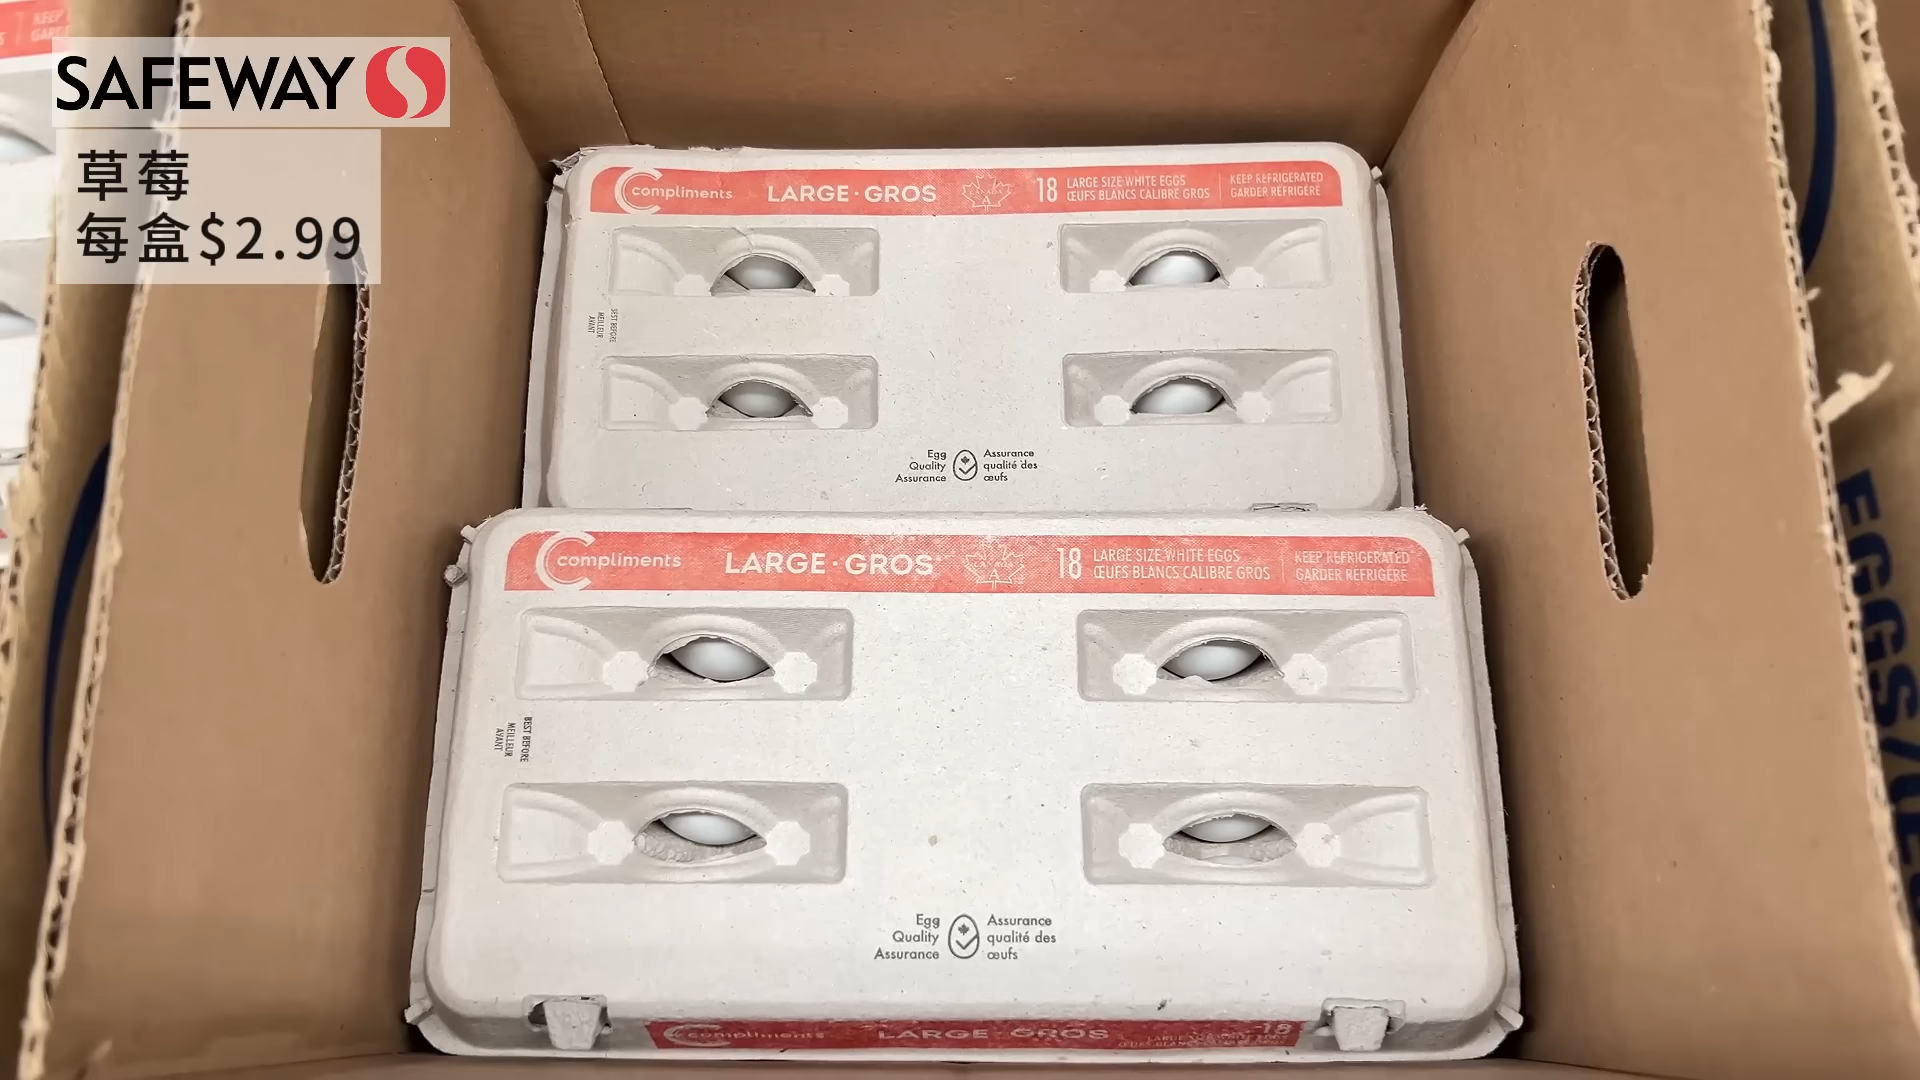 SAFEWAY
草莓
每盒$2.99
KEEP
compliments
LARGE · GROS
A
18
LARGE SIZE WHITE EGGS
ŒUFS BLANCS CALIBRE GROS
KEEP REFRIGERATED
GARDER RÉFRIGÉRÉ
BEST BEFORE
MEILLEUR
AVANT
Egg Quality Assurance
Assurance qualité des œufs
compliments
LARGE · GROS
A
18
LARGE SIZE WHITE EGGS
ŒUFS BLANCS CALIBRE GROS
KEEP REFRIGERATED
GARDER RÉFRIGÉRÉ
BEST BEFORE
MEILLEUR
AVANT
Egg Quality Assurance
Assurance qualité des œufs
compliments
LARGE · GROS
18
EGGS/